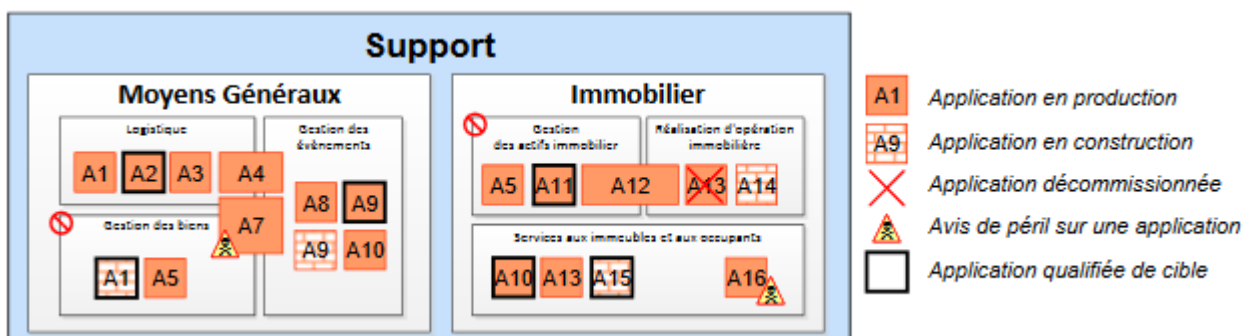 Support
Moyens Généraux
Logistique
A1 A2 A3 A4
Gestion des
évènements
A8 A9
A9 A10
Gestion des biens
A7
A1 A5
Immobilier
Gestion
des actifs immobilier
A5 A11 A12
Réalisation d'opération
immobilière
A13 A14
Services aux immeubles et aux occupants
A10 A13 A15 A16
A1 Application en production
A9 Application en construction
Application décommissionnée
Avis de péril sur une application
Application qualifiée de cible